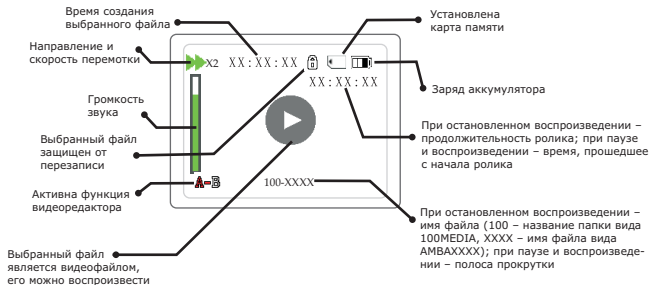 Время создания
выбранного файла
Установлена
карта памяти
Направление и
скорость перемотки
X2 XX:XX:XX
XX:XX:XX
Заряд аккумулятора
Громкость
звука
При остановленном воспроизведении –
продолжительность ролика; при паузе
и воспроизведении – время, прошедшее
с начала ролика
Выбранный файл
защищен от
перезаписи
A-B
100-XXXX
Активна функция
видеоредактора
При остановленном воспроизведении –
имя файла (100 – название папки вида
100MEDIA, XXXX – имя файла вида
AMBAXXXX); при паузе и воспроизведе-
нии – полоса прокрутки
Выбранный файл
является видеофайлом,
его можно воспроизвести